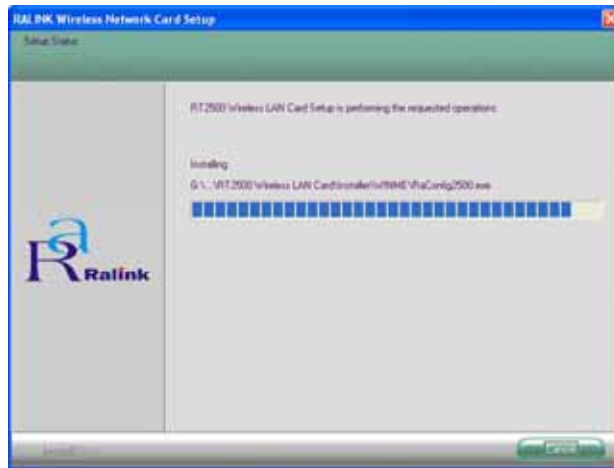 RALINK Wireless Network Card Setup
Setup Status
RT2500 Wireless LAN Card Setup is performing the requested operations.
Installing
G:\...\RT2500 Wireless LAN Card\Installer\WINME\RaConfig2500.exe
Ra
Ralink
Cancel